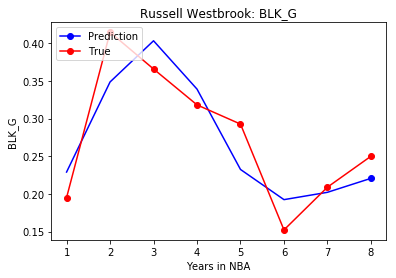 Russell Westbrook: BLK_G
Prediction
True
0.40
0.35
0.30
0.25
0.20
0.15
BLK_G
1 2 3 4 5 6 7 8
Years in NBA